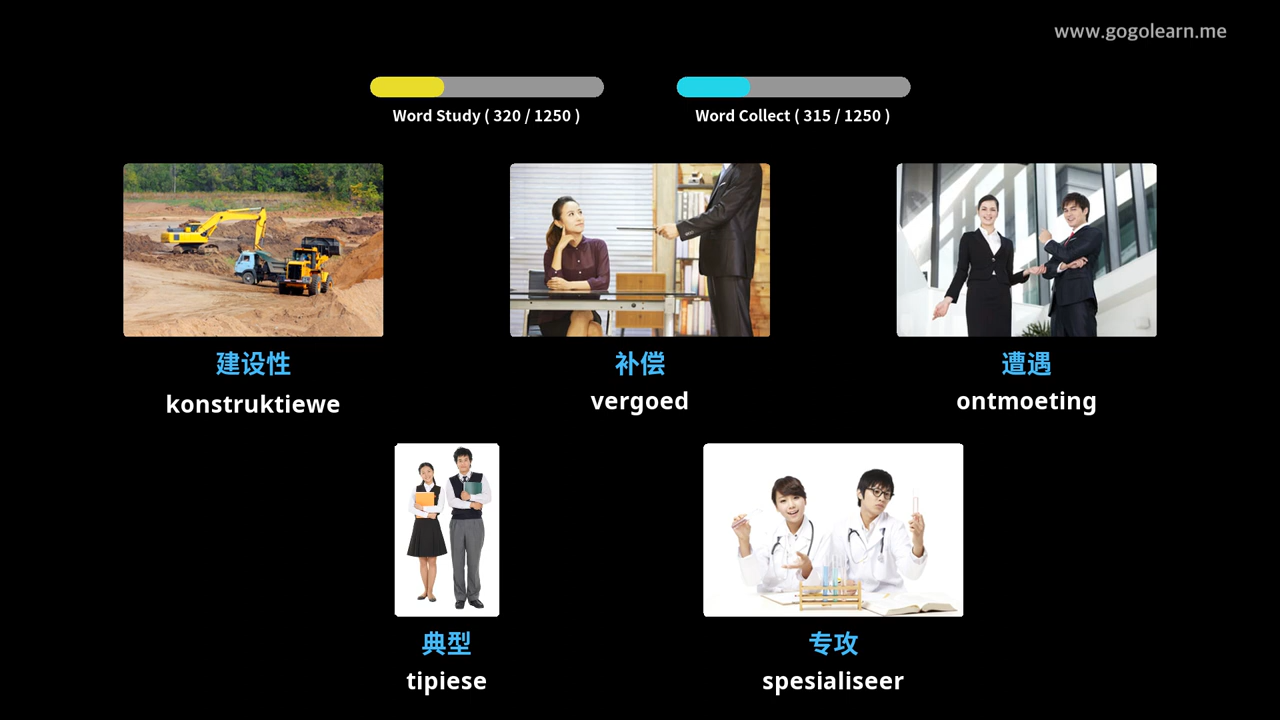 www.gogolearn.me
Word Study ( 320 / 1250 )
Word Collect ( 315 / 1250 )
建设性
补偿
遭遇
konstruktiewe
vergoed
ontmoeting
典型
专攻
tipiese
spesialiseer